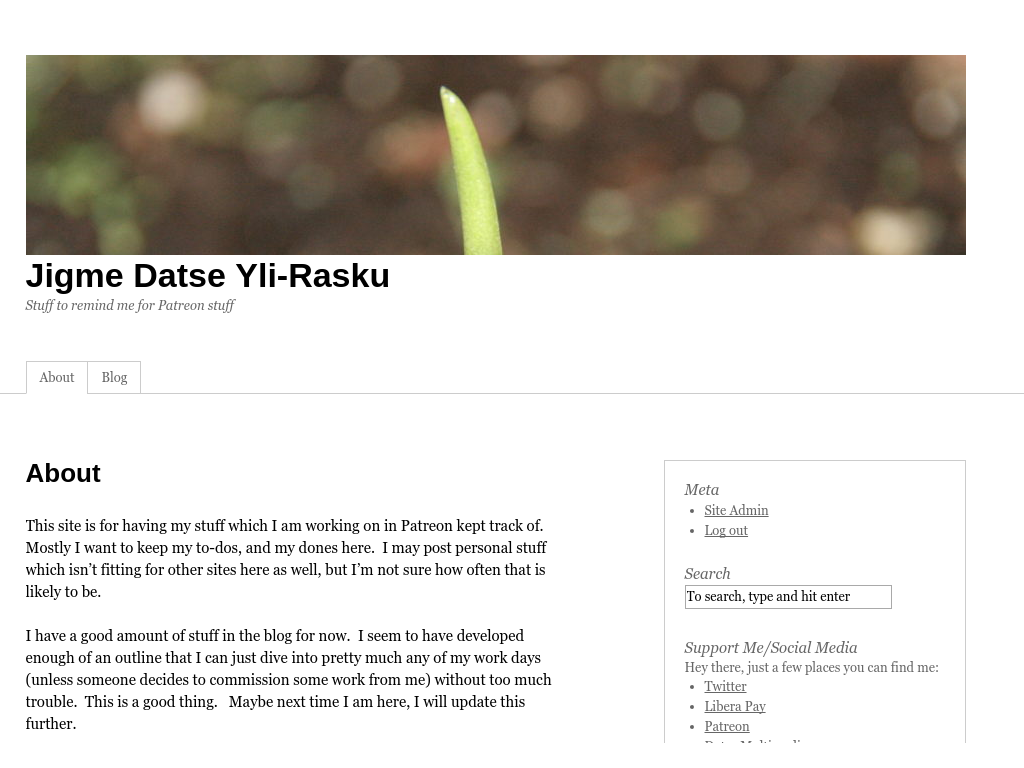 Jigme Datse Yli-Rasku
Stuff to remind me for Patreon stuff
About
Blog
About
This site is for having my stuff which I am working on in Patreon kept track of.
Mostly I want to keep my to-dos, and my dones here.  I may post personal stuff
which isn’t fitting for other sites here as well, but I’m not sure how often that is
likely to be.
I have a good amount of stuff in the blog for now.  I seem to have developed
enough of an outline that I can just dive into pretty much any of my work days
(unless someone decides to commission some work from me) without too much
trouble.  This is a good thing.   Maybe next time I am here, I will update this
further.
Meta
Site Admin
Log out
Search
To search, type and hit enter
Support Me/Social Media
Hey there, just a few places you can find me:
Twitter
Libera Pay
Patreon